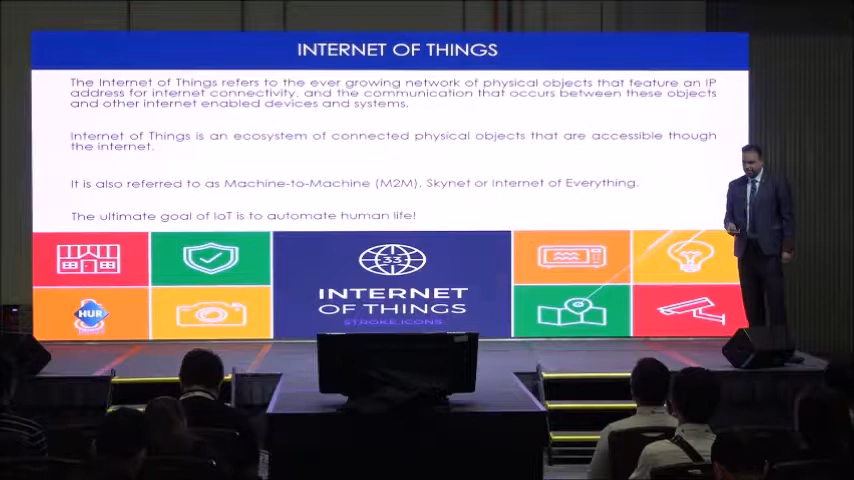 INTERNET OF THINGS
The Internet of Things refers to the ever growing network of physical objects that feature an IP
address for internet connectivity, and the communication that occurs between these objects
and other internet enabled devices and systems.
Internet of Things is an ecosystem of connected physical objects that are accessible though
the internet.
It is also referred to as Machine-to-Machine (M2M), Skynet or Internet of Everything.
The ultimate goal of IoT is to automate human life!
33
INTERNET
OF THINGS
STROKE ICONS
HUR